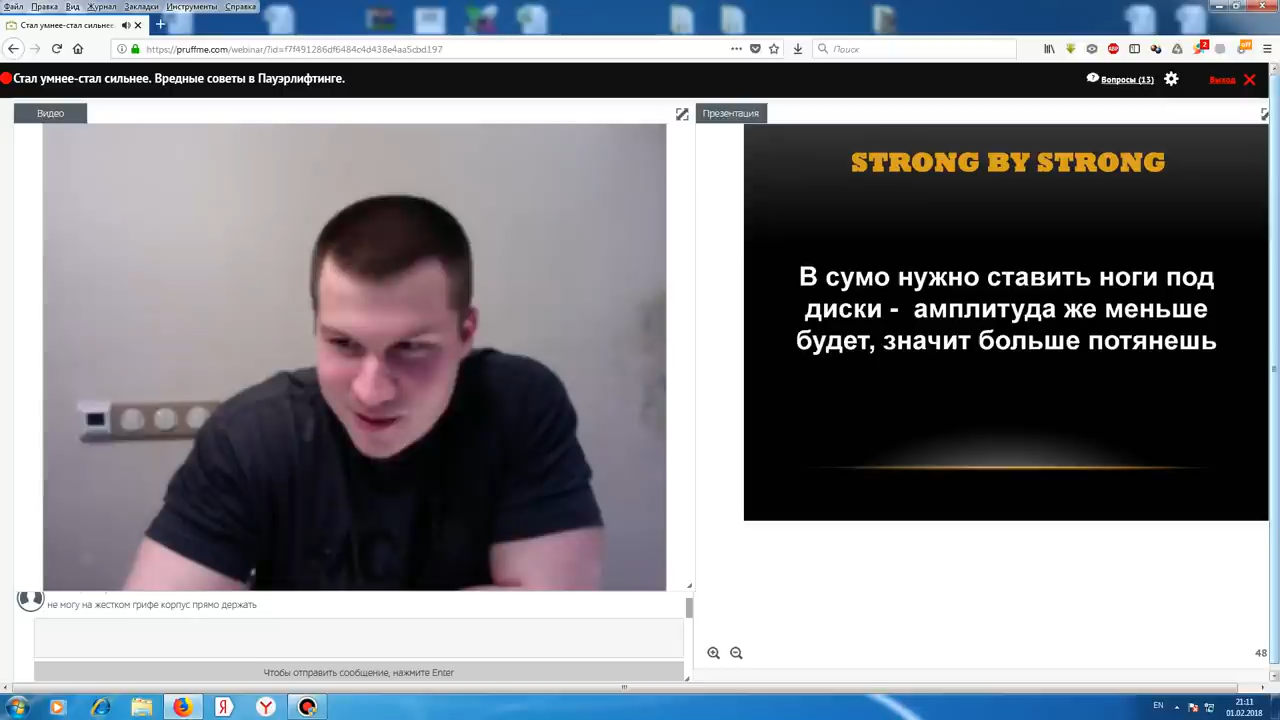 Файл Правка Вид Журнал Закладки Инструменты Справка
Стал умнее-стал сильнее.
https://pruffme.com/webinar/?id=f7f491286df6484c4d438e4aa5cbd197
Поиск
ABP
2
off
Стал умнее-стал сильнее. Вредные советы в Пауэрлифтинге.
Вопросы (13)
Выход
Видео
Презентация
STRONG BY STRONG
В сумо нужно ставить ноги под
диски - амплитуда же меньше
будет, значит больше потянешь
не могу на жестком грифе корпус прямо держать
Чтобы отправить сообщение, нажмите Enter
48
EN
21:11
01.02.2018